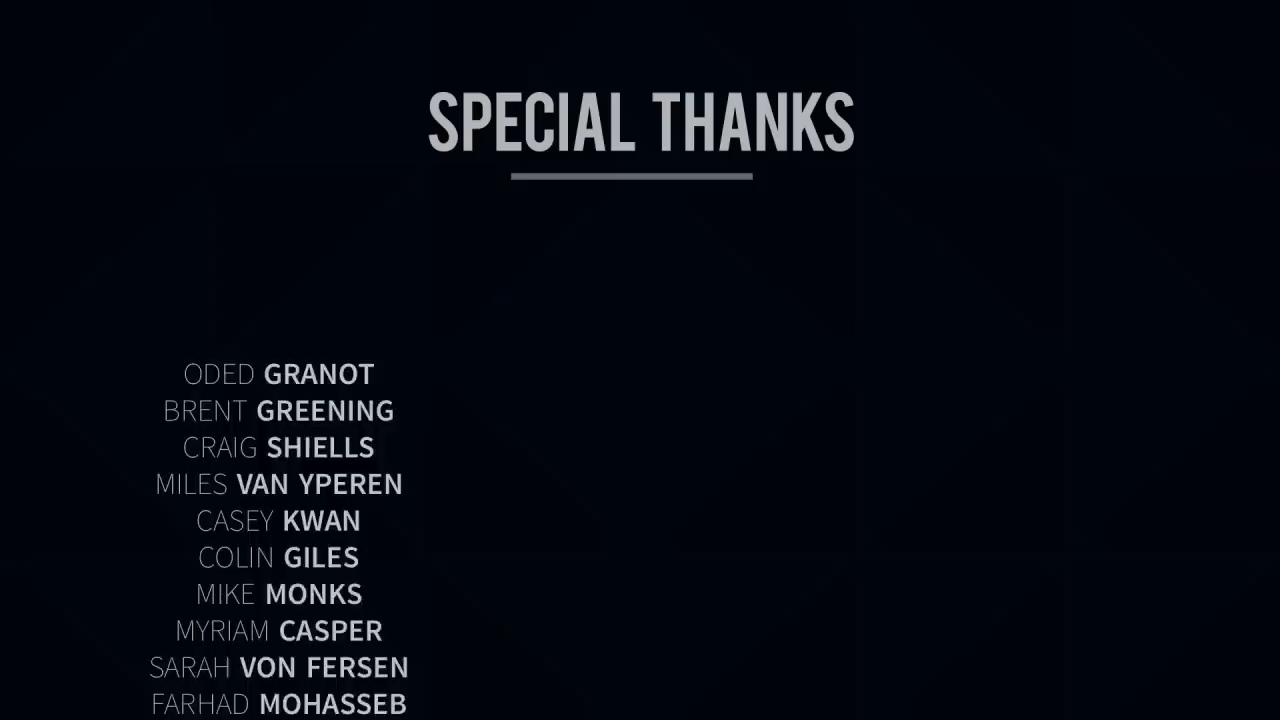 SPECIAL THANKS
ODED GRANOT
BRENT GREENING
CRAIG SHIELLS
MILES VAN YPEREN
CASEY KWAN
COLIN GILES
MIKE MONKS
MYRIAM CASPER
SARAH VON FERSEN
FARHAD MOHASSEB